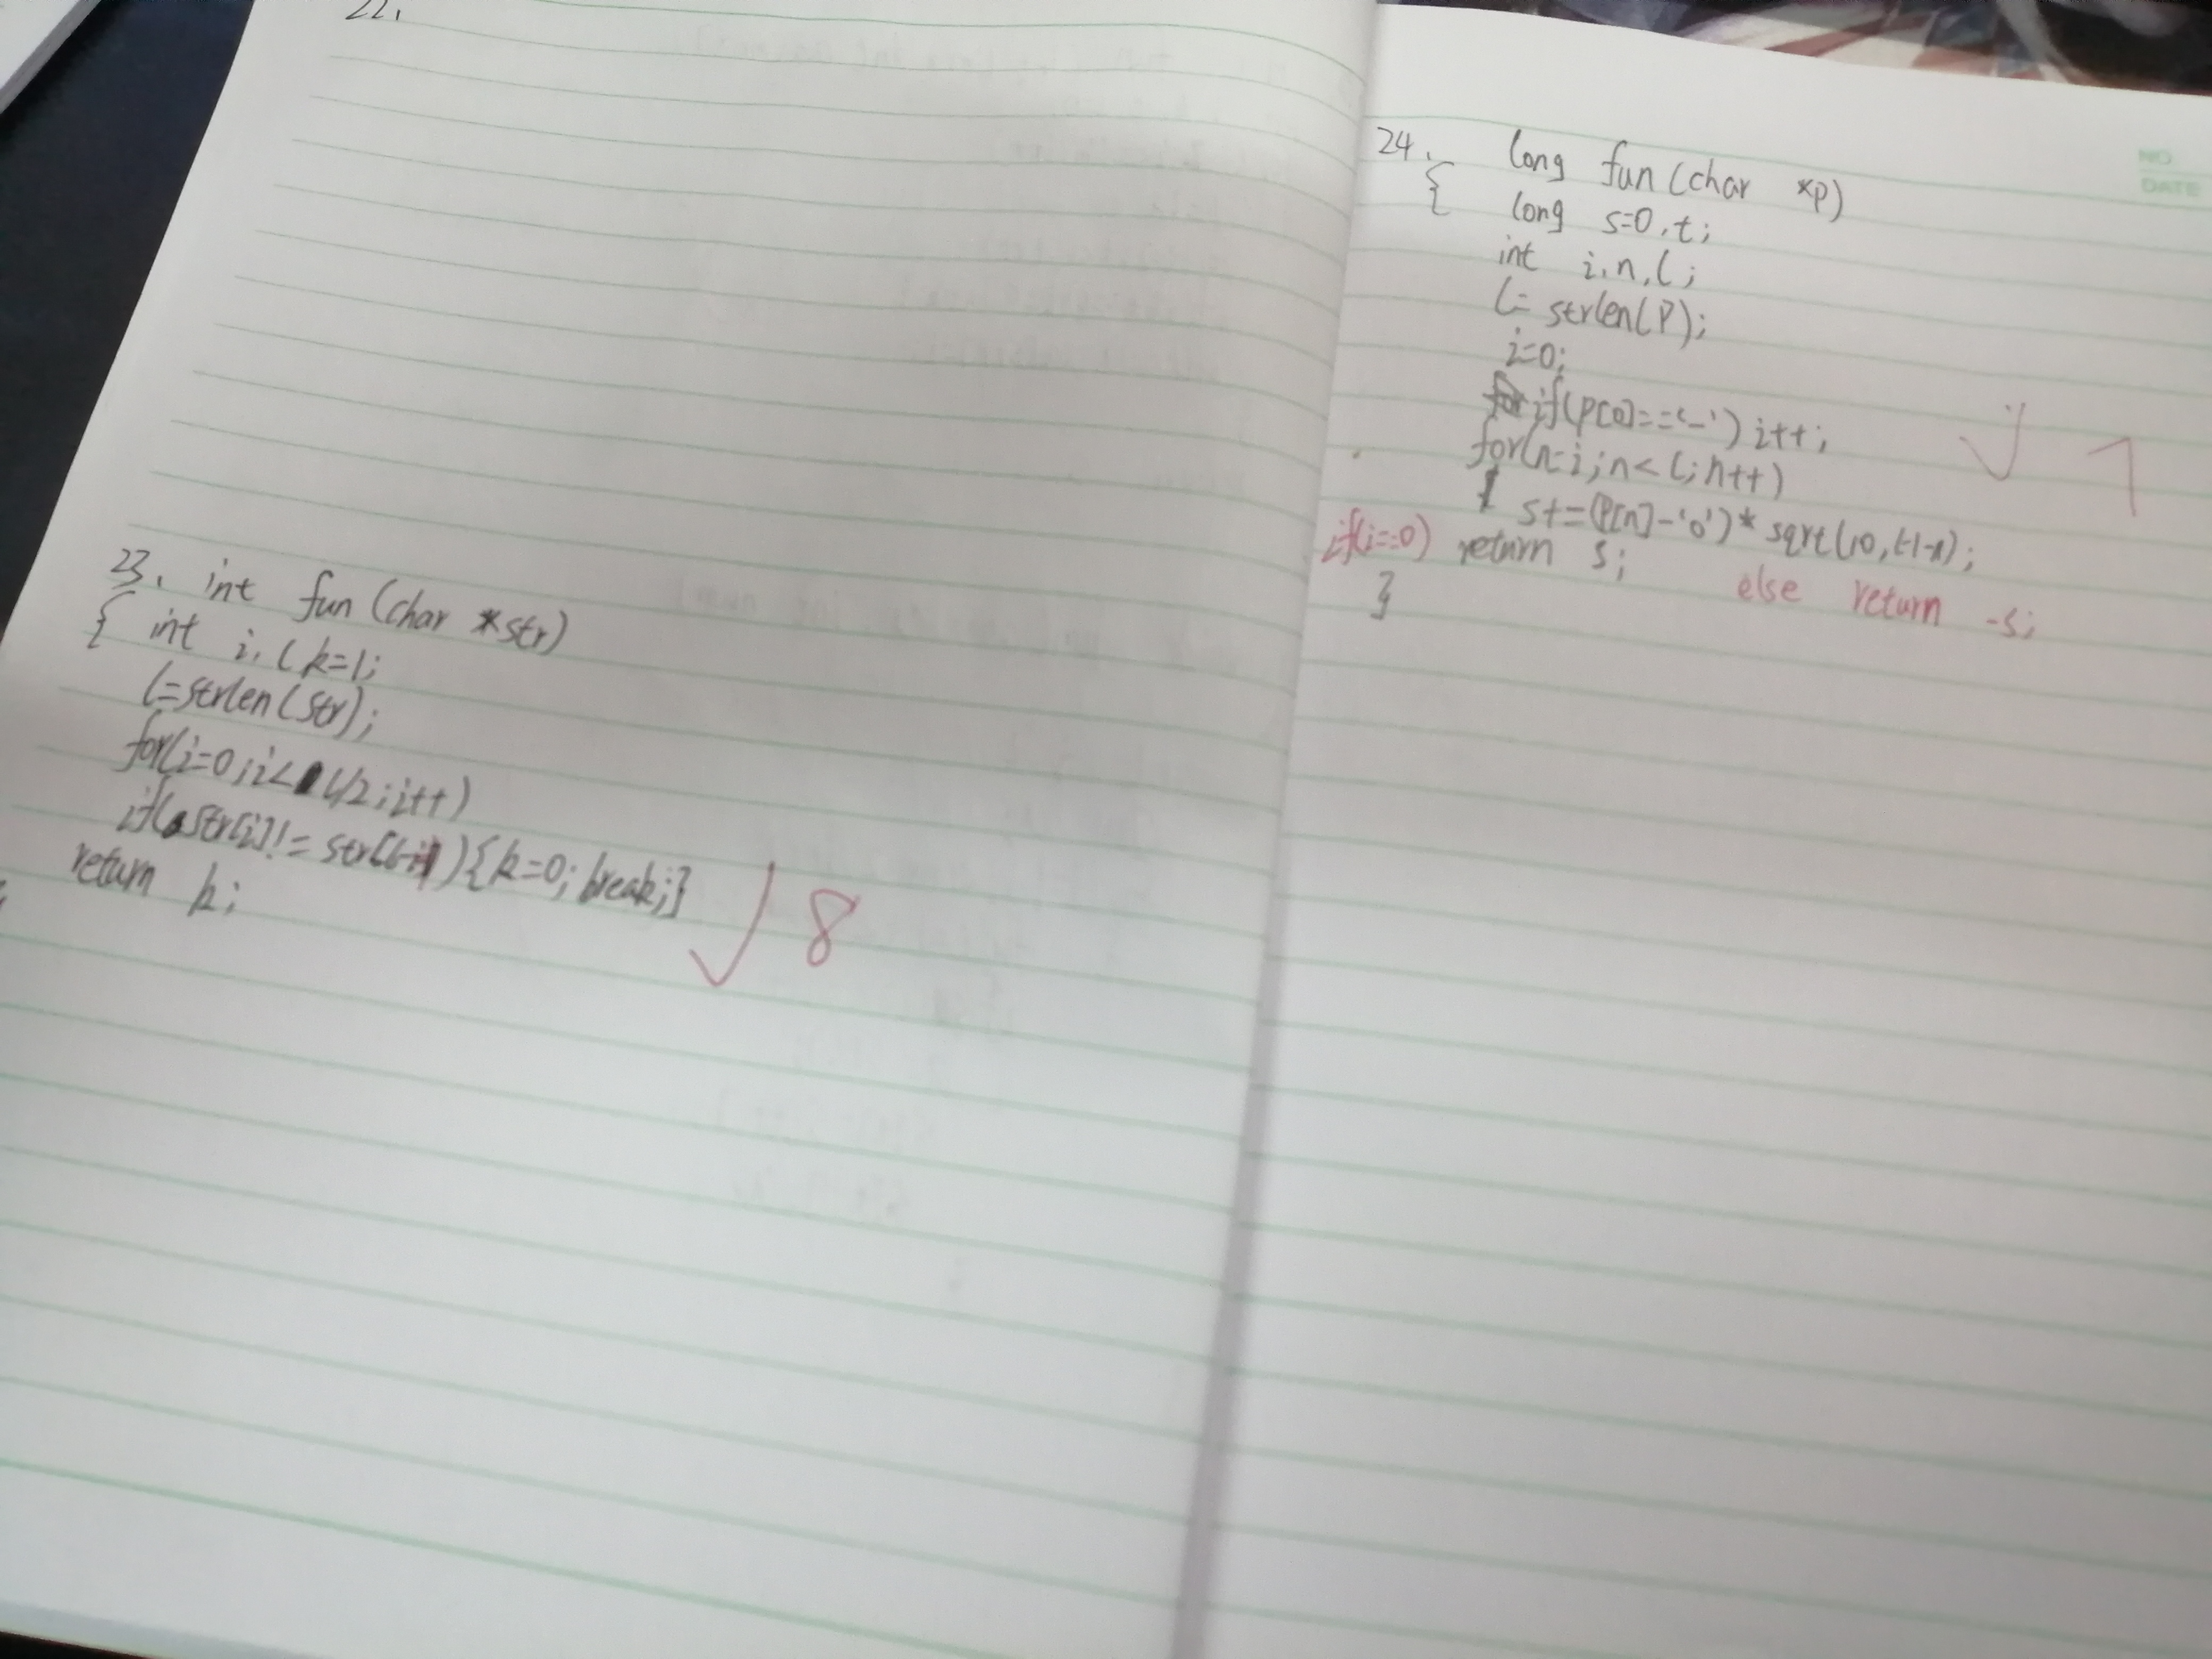 22.
23. int fun (char *str)
{ int i, l k=1;
l=strlen(str);
for(i=0;i<l/2;i++)
if(str[i]!= str[l-i-1]){k=0; break;}
return k;
8
NO.
DATE
24. long fun (char *p)
{ long s=0,t;
int i,n,l;
l= strlen(P);
i=0;
if(P[0]=='-') i++;
for(n=i;n<l;n++)
s+=(P[n]-'0')* sqrt(10,
if(i==0) return s; else return -s;
}
7